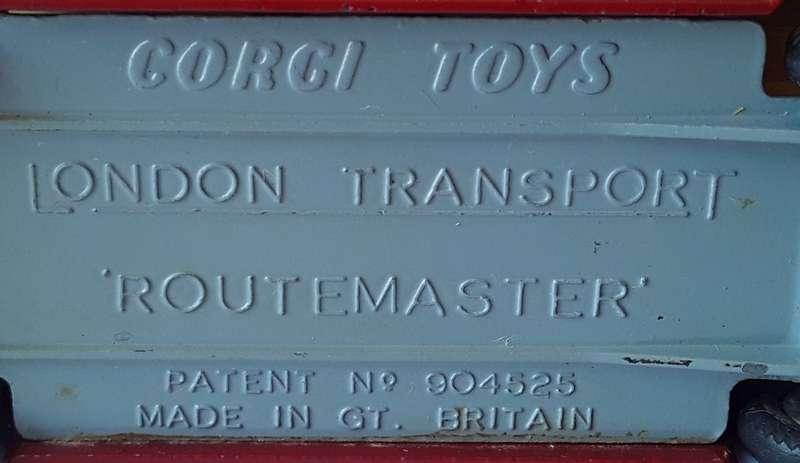 CORGI TOYS
LONDON TRANSPORT
'ROUTEMASTER'
PATENT Nº 904525
MADE IN GT. BRITAIN